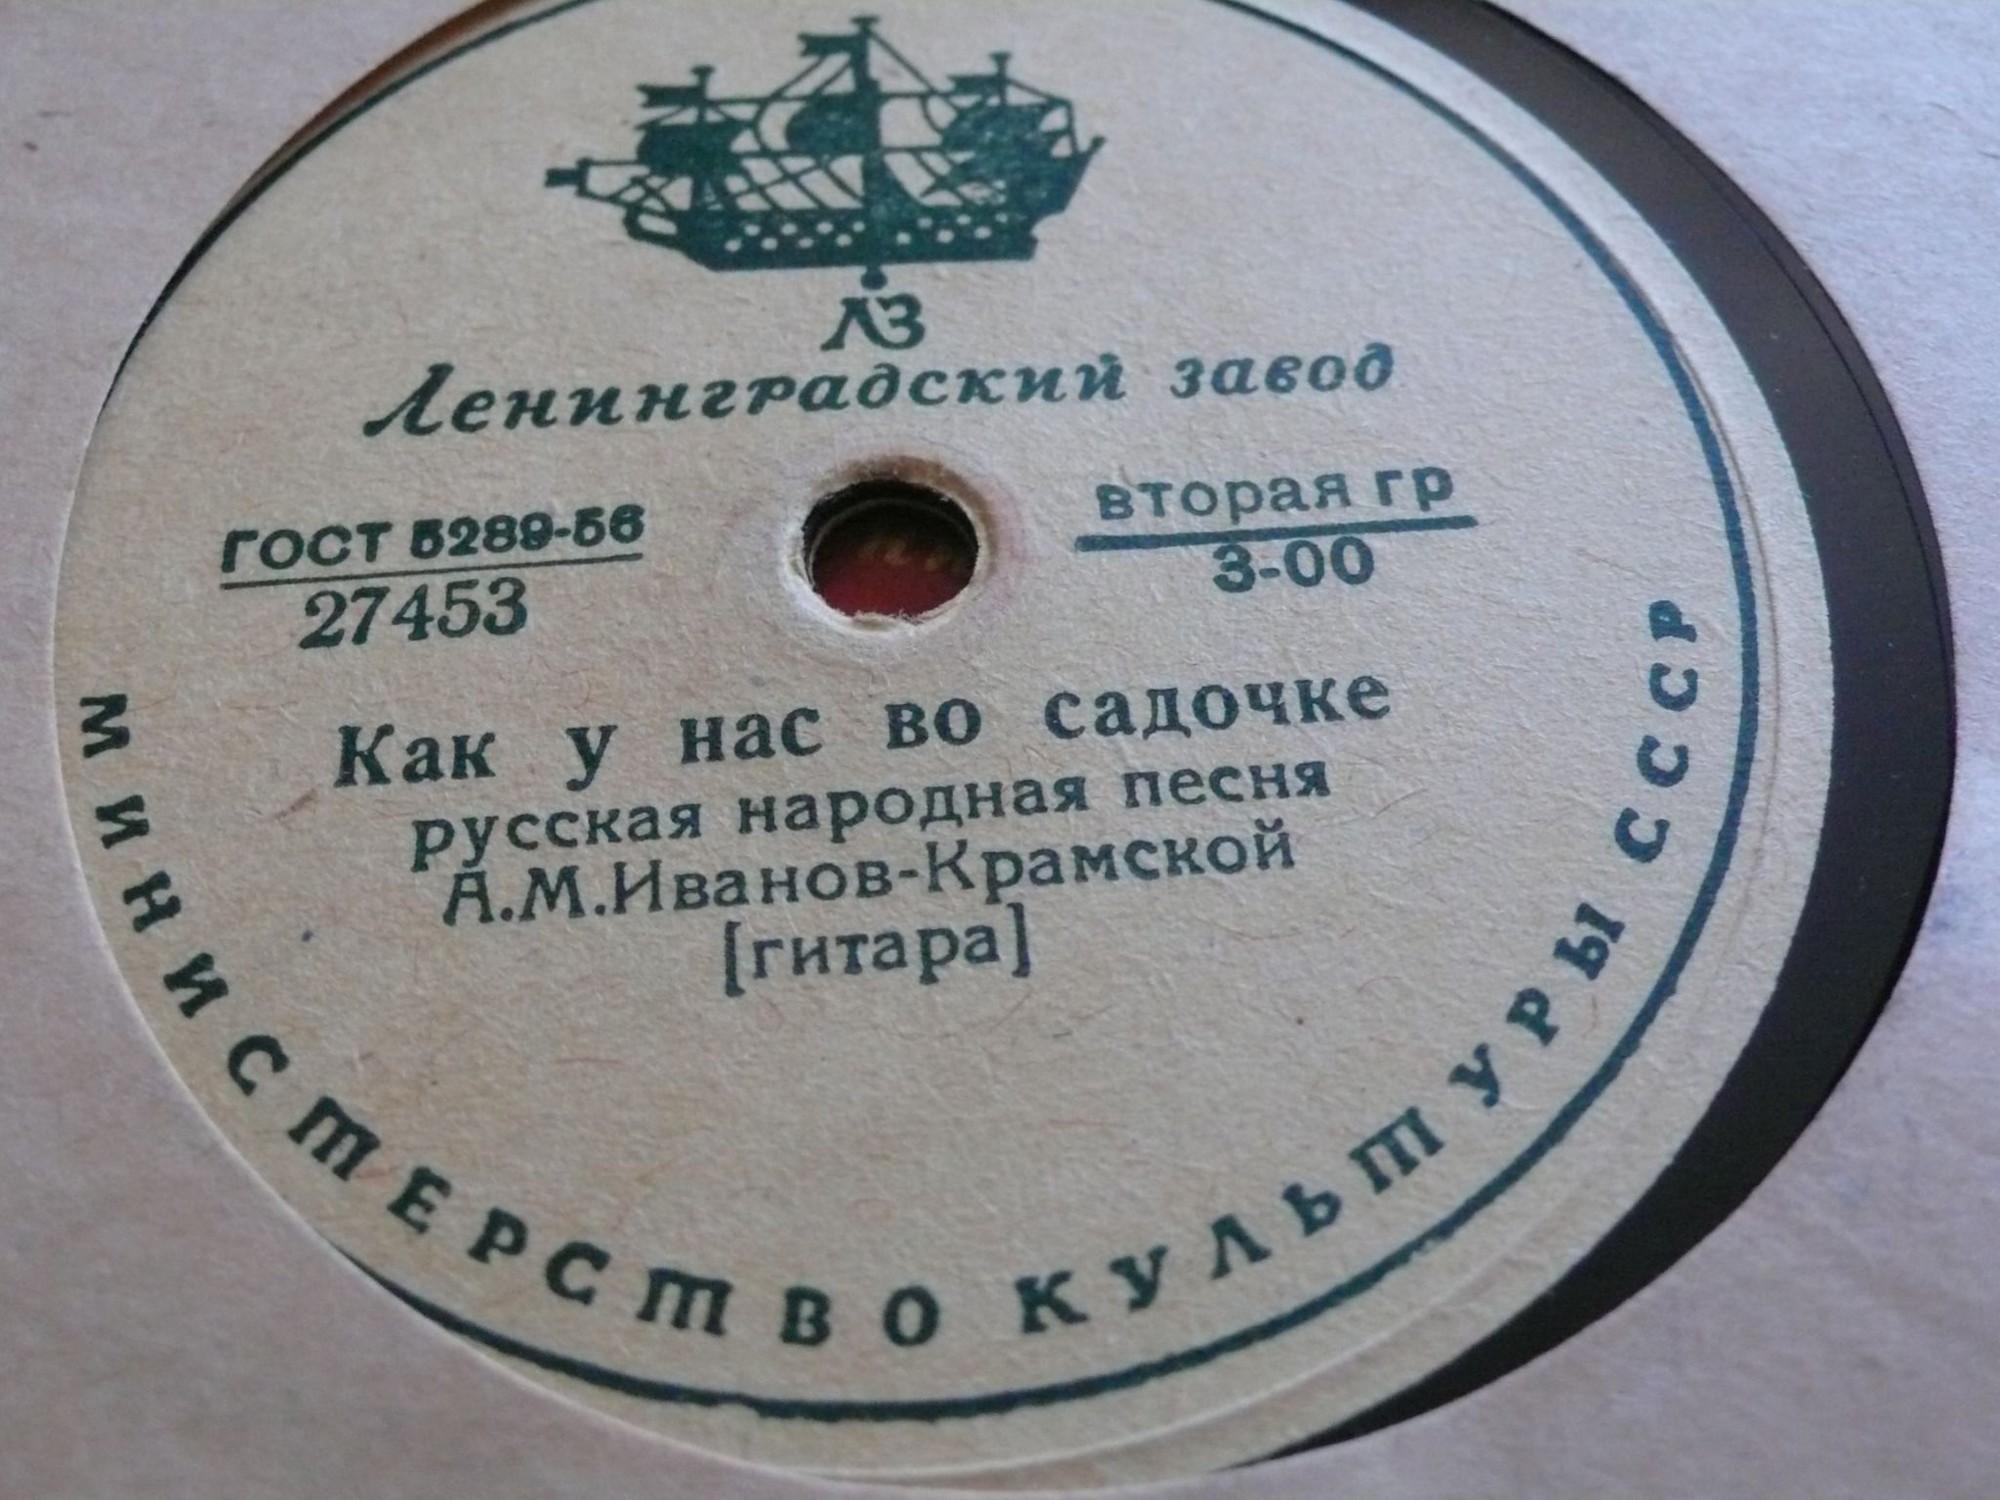 ЛЗ
Ленинградский завод
ГОСТ 5289-56
27453
вторая гр
3-00
Как у нас во садочке
русская народная песня
А.М.Иванов-Крамской
[гитара]
МИНИСТЕРСТВО КУЛЬТУРЫ СССР